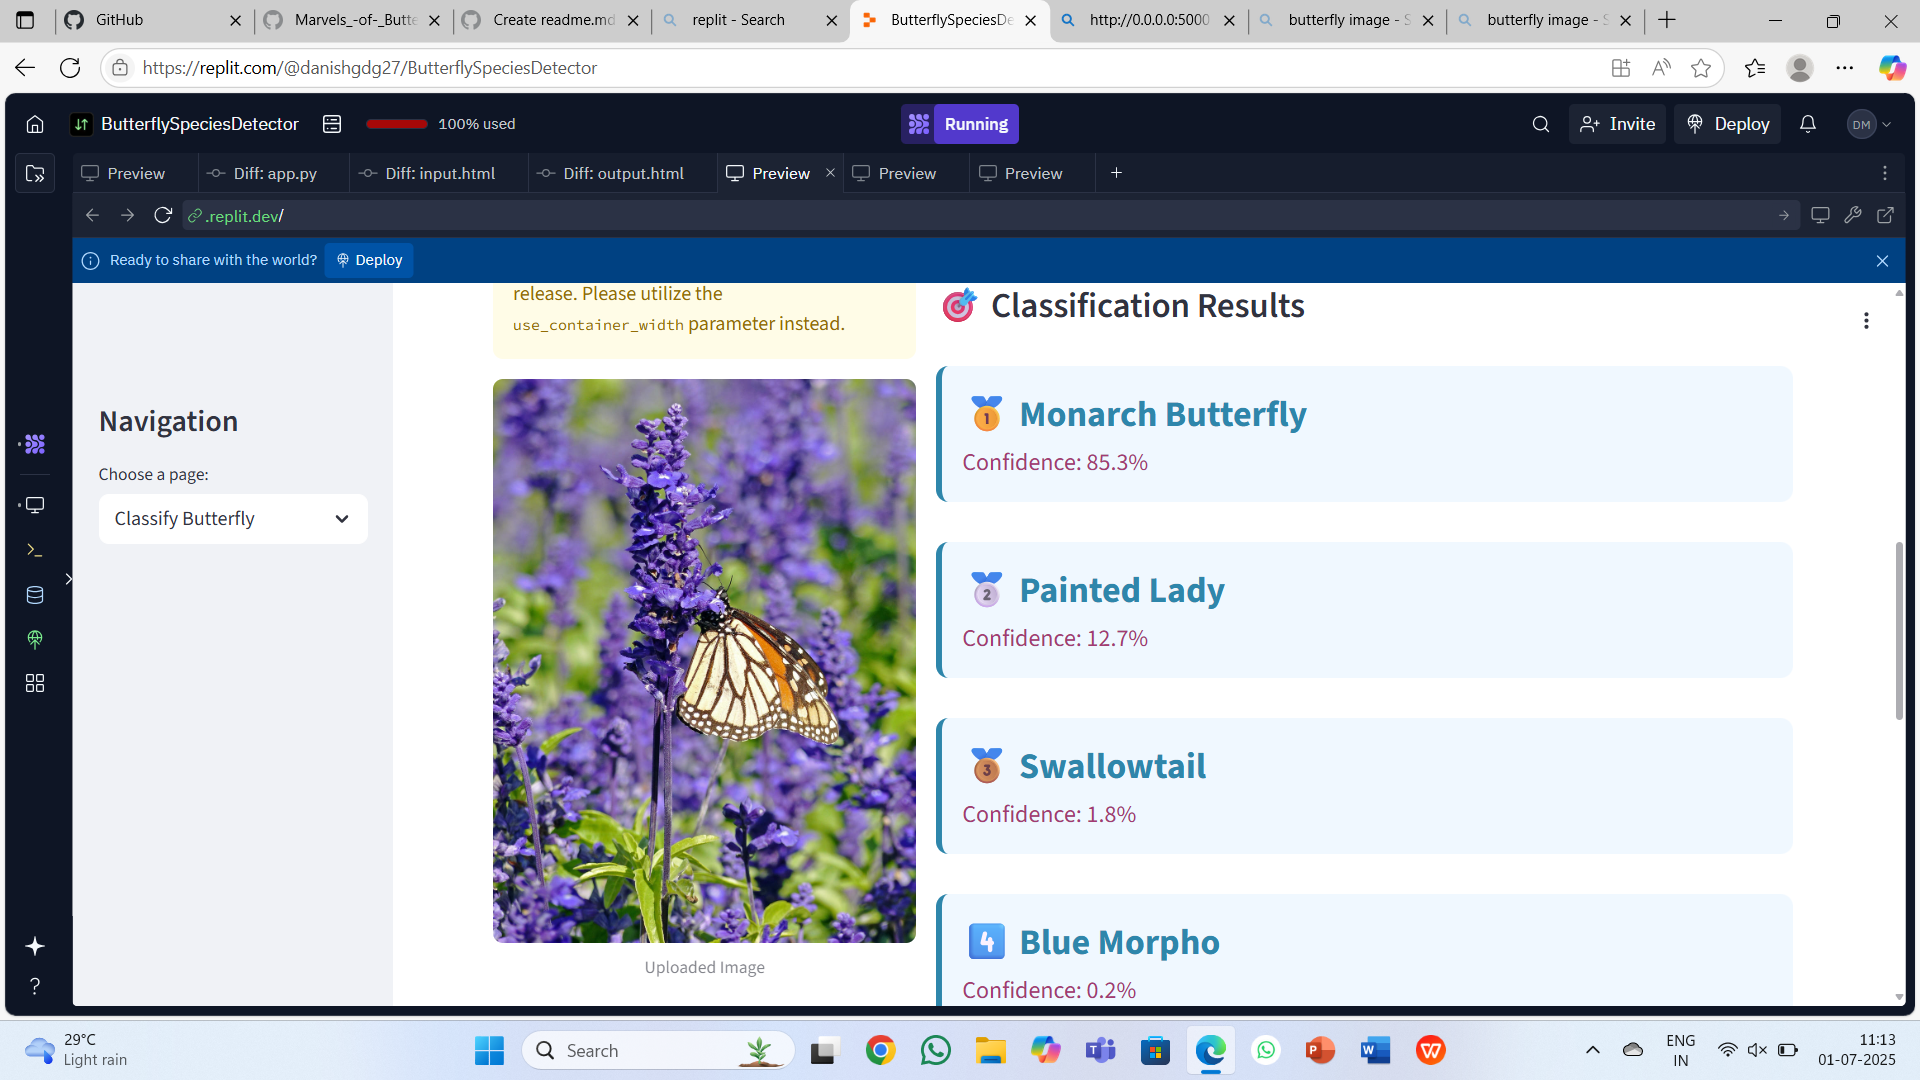 GitHub
Marvels_-of-_Butte
Create readme.md
replit - Search
ButterflySpeciesDe
http://0.0.0.0:5000
butterfly image - S
butterfly image - S
https://replit.com/@danishgdg27/ButterflySpeciesDetector
ButterflySpeciesDetector
100% used
Running
Invite
Deploy
DM
Preview
Diff: app.py
Diff: input.html
Diff: output.html
Preview
Preview
Preview
.replit.dev/
Ready to share with the world?
Deploy
Navigation
Choose a page:
Classify Butterfly
release. Please utilize the
use_container_width parameter instead.
Uploaded Image
Classification Results
1 Monarch Butterfly
Confidence: 85.3%
2 Painted Lady
Confidence: 12.7%
3 Swallowtail
Confidence: 1.8%
4 Blue Morpho
Confidence: 0.2%
29°C
Light rain
Search
ENG
IN
11:13
01-07-2025